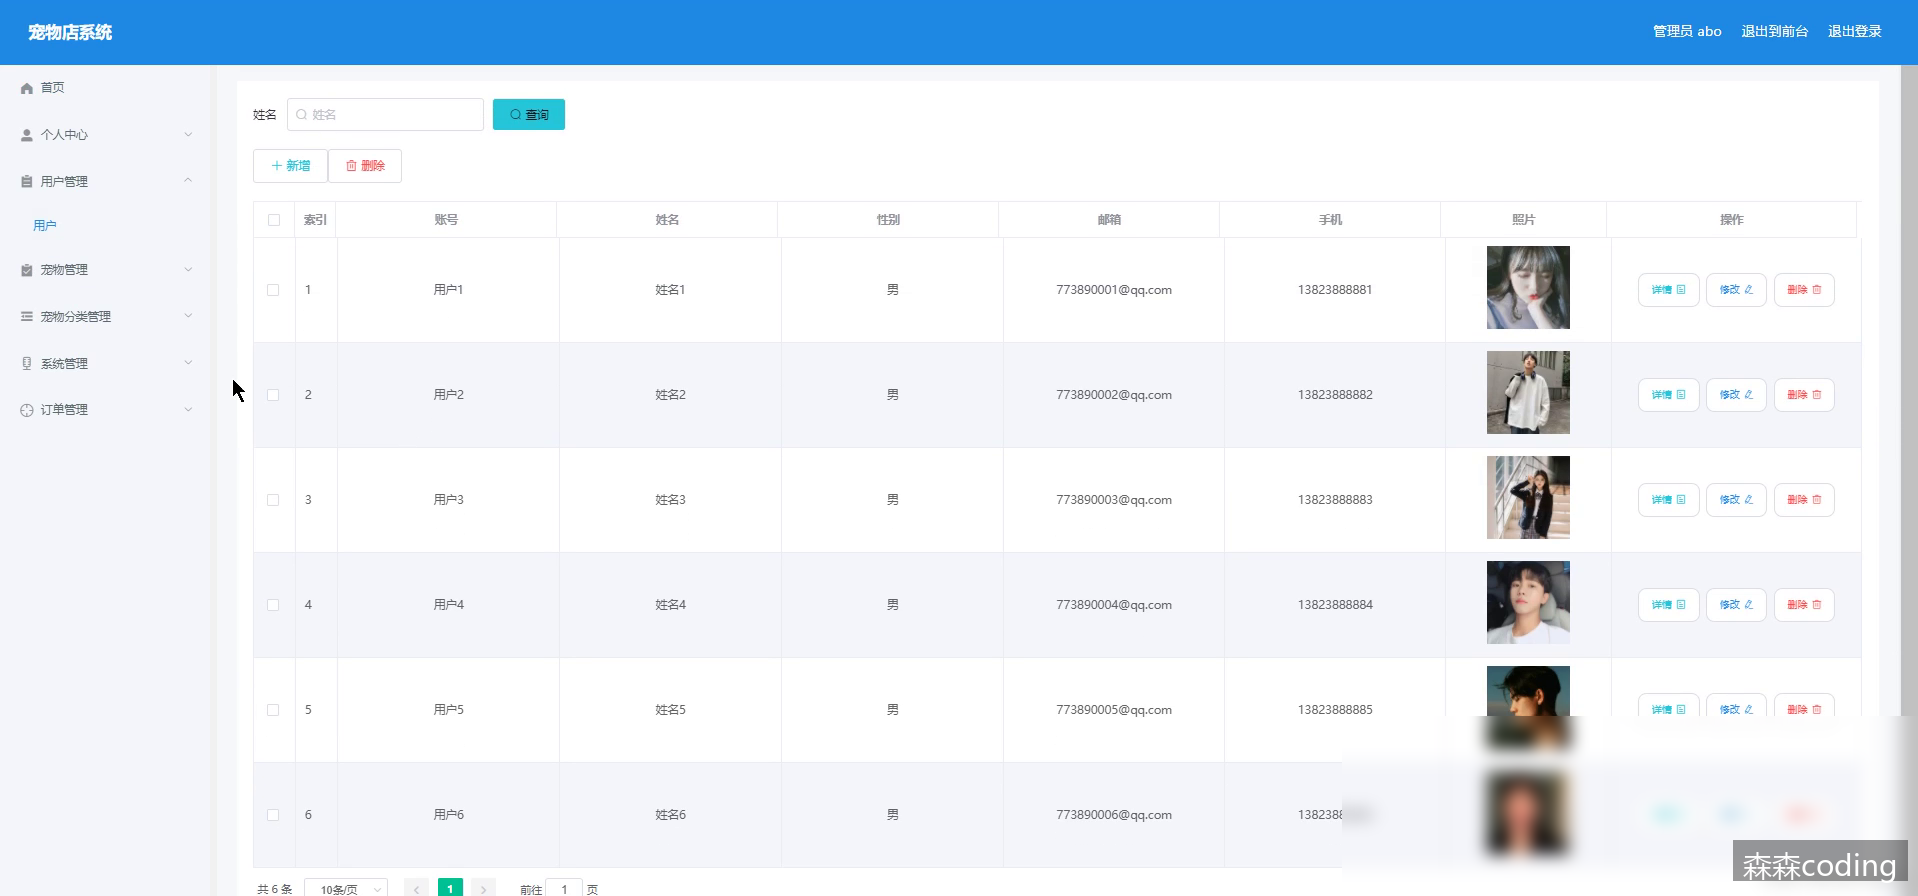 宠物店系统
管理员 abo 退出到前台 退出登录
首页
个人中心
用户管理
用户
宠物管理
宠物分类管理
系统管理
订单管理
姓名 姓名 查询
新增 删除
索引 账号 姓名 性别 邮箱 手机 照片 操作
1 用户1 姓名1 男 773890001@qq.com 13823888881 详情 修改 删除
2 用户2 姓名2 男 773890002@qq.com 13823888882 详情 修改 删除
3 用户3 姓名3 男 773890003@qq.com 13823888883 详情 修改 删除
4 用户4 姓名4 男 773890004@qq.com 13823888884 详情 修改 删除
5 用户5 姓名5 男 773890005@qq.com 13823888885 详情 修改 删除
6 用户6 姓名6 男 773890006@qq.com 138238
共 6 条 10条/页 1 前往 1 页
森森coding